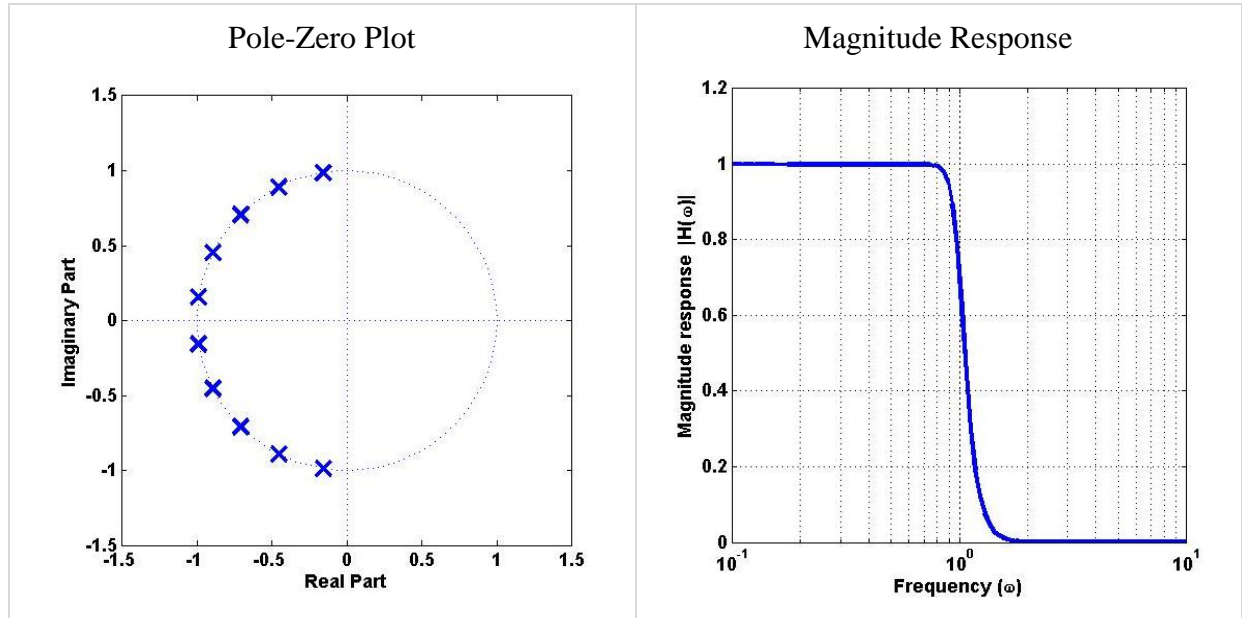 Pole-Zero Plot
1.5
1
0.5
0
-0.5
-1
-1.5
-1.5 -1 -0.5 0 0.5 1 1.5
Imaginary Part
Real Part
Magnitude Response
1.2
1
0.8
0.6
0.4
0.2
0
10^-1 10^0 10^1
Magnitude response |H(ω)|
Frequency (ω)